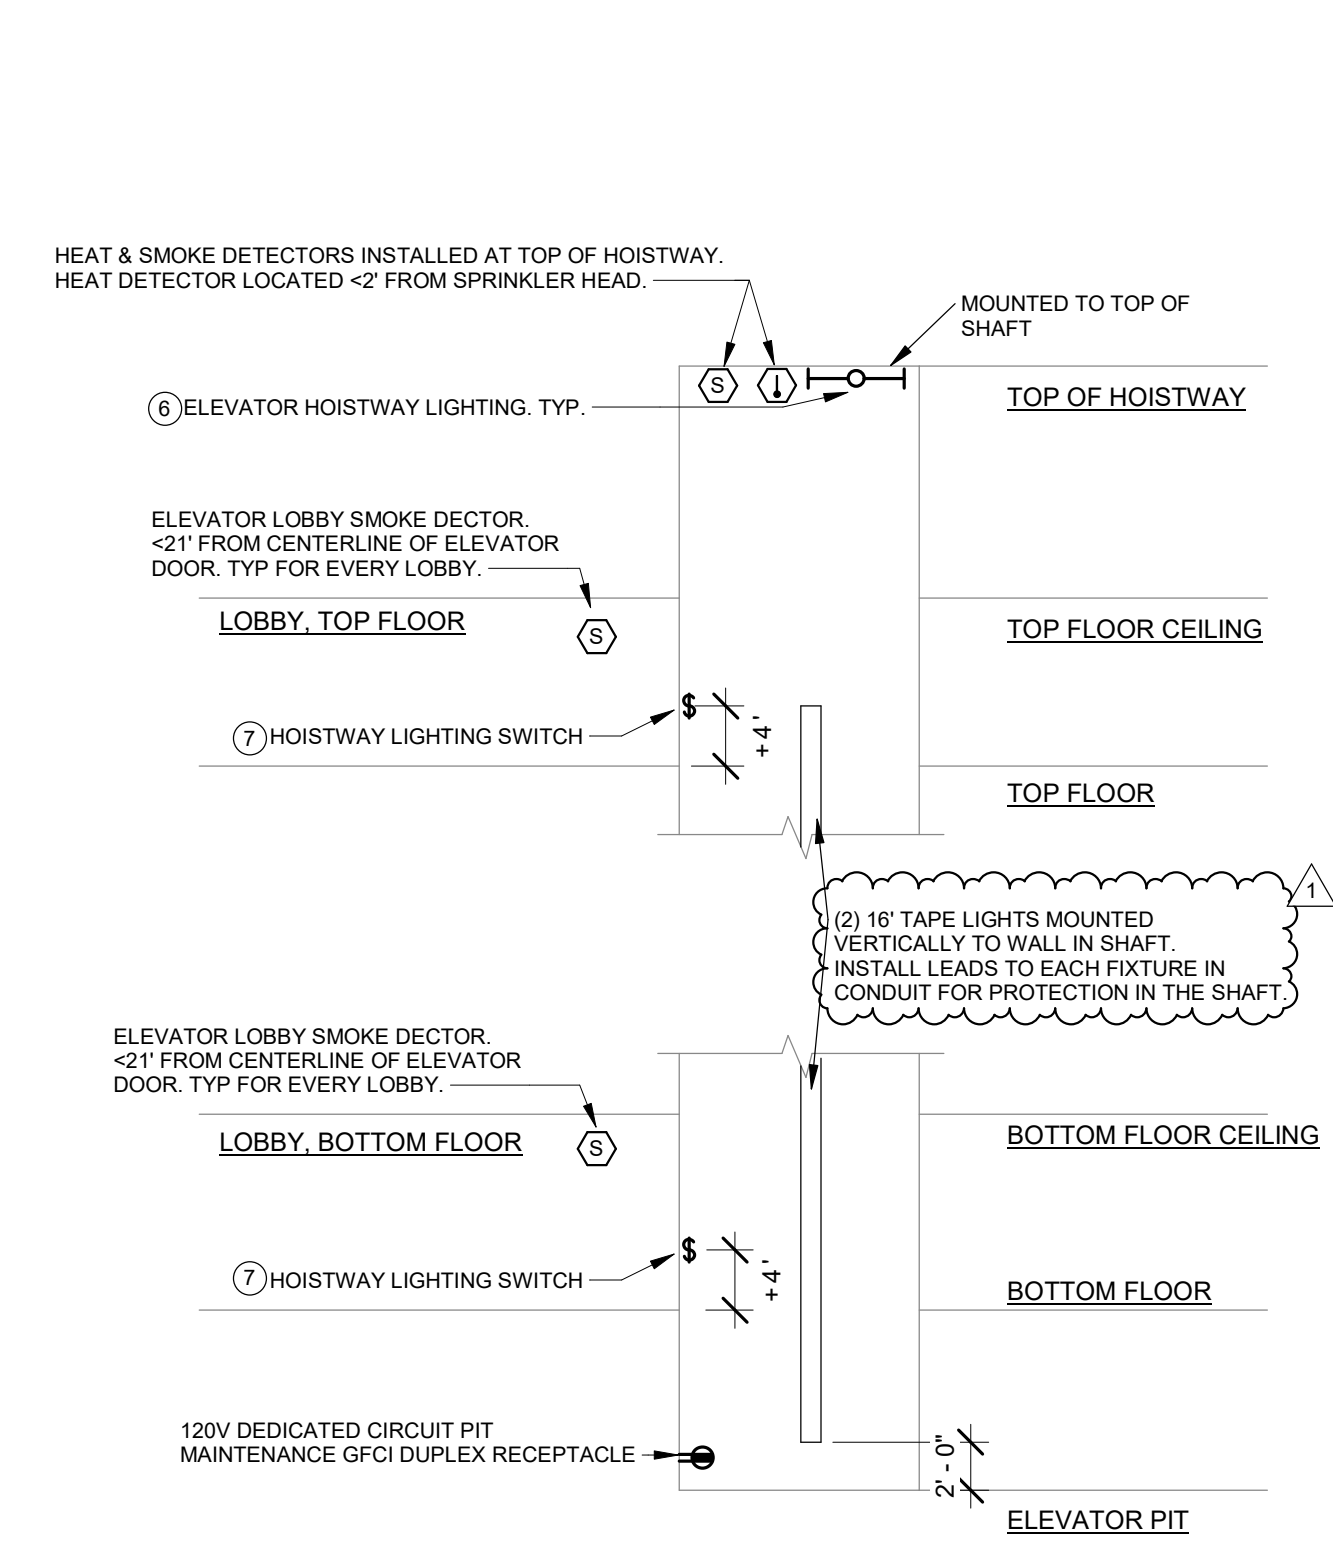 HEAT & SMOKE DETECTORS INSTALLED AT TOP OF HOISTWAY.
HEAT DETECTOR LOCATED <2' FROM SPRINKLER HEAD.
MOUNTED TO TOP OF
SHAFT
S
TOP OF HOISTWAY
6 ELEVATOR HOISTWAY LIGHTING. TYP.
ELEVATOR LOBBY SMOKE DECTOR.
<21' FROM CENTERLINE OF ELEVATOR
DOOR. TYP FOR EVERY LOBBY.
LOBBY, TOP FLOOR
S
TOP FLOOR CEILING
$
+4'
7 HOISTWAY LIGHTING SWITCH
TOP FLOOR
1
(2) 16' TAPE LIGHTS MOUNTED
VERTICALLY TO WALL IN SHAFT.
INSTALL LEADS TO EACH FIXTURE IN
CONDUIT FOR PROTECTION IN THE SHAFT.
ELEVATOR LOBBY SMOKE DECTOR.
<21' FROM CENTERLINE OF ELEVATOR
DOOR. TYP FOR EVERY LOBBY.
LOBBY, BOTTOM FLOOR
S
BOTTOM FLOOR CEILING
$
+4'
7 HOISTWAY LIGHTING SWITCH
BOTTOM FLOOR
120V DEDICATED CIRCUIT PIT
MAINTENANCE GFCI DUPLEX RECEPTACLE
2' - 0"
ELEVATOR PIT